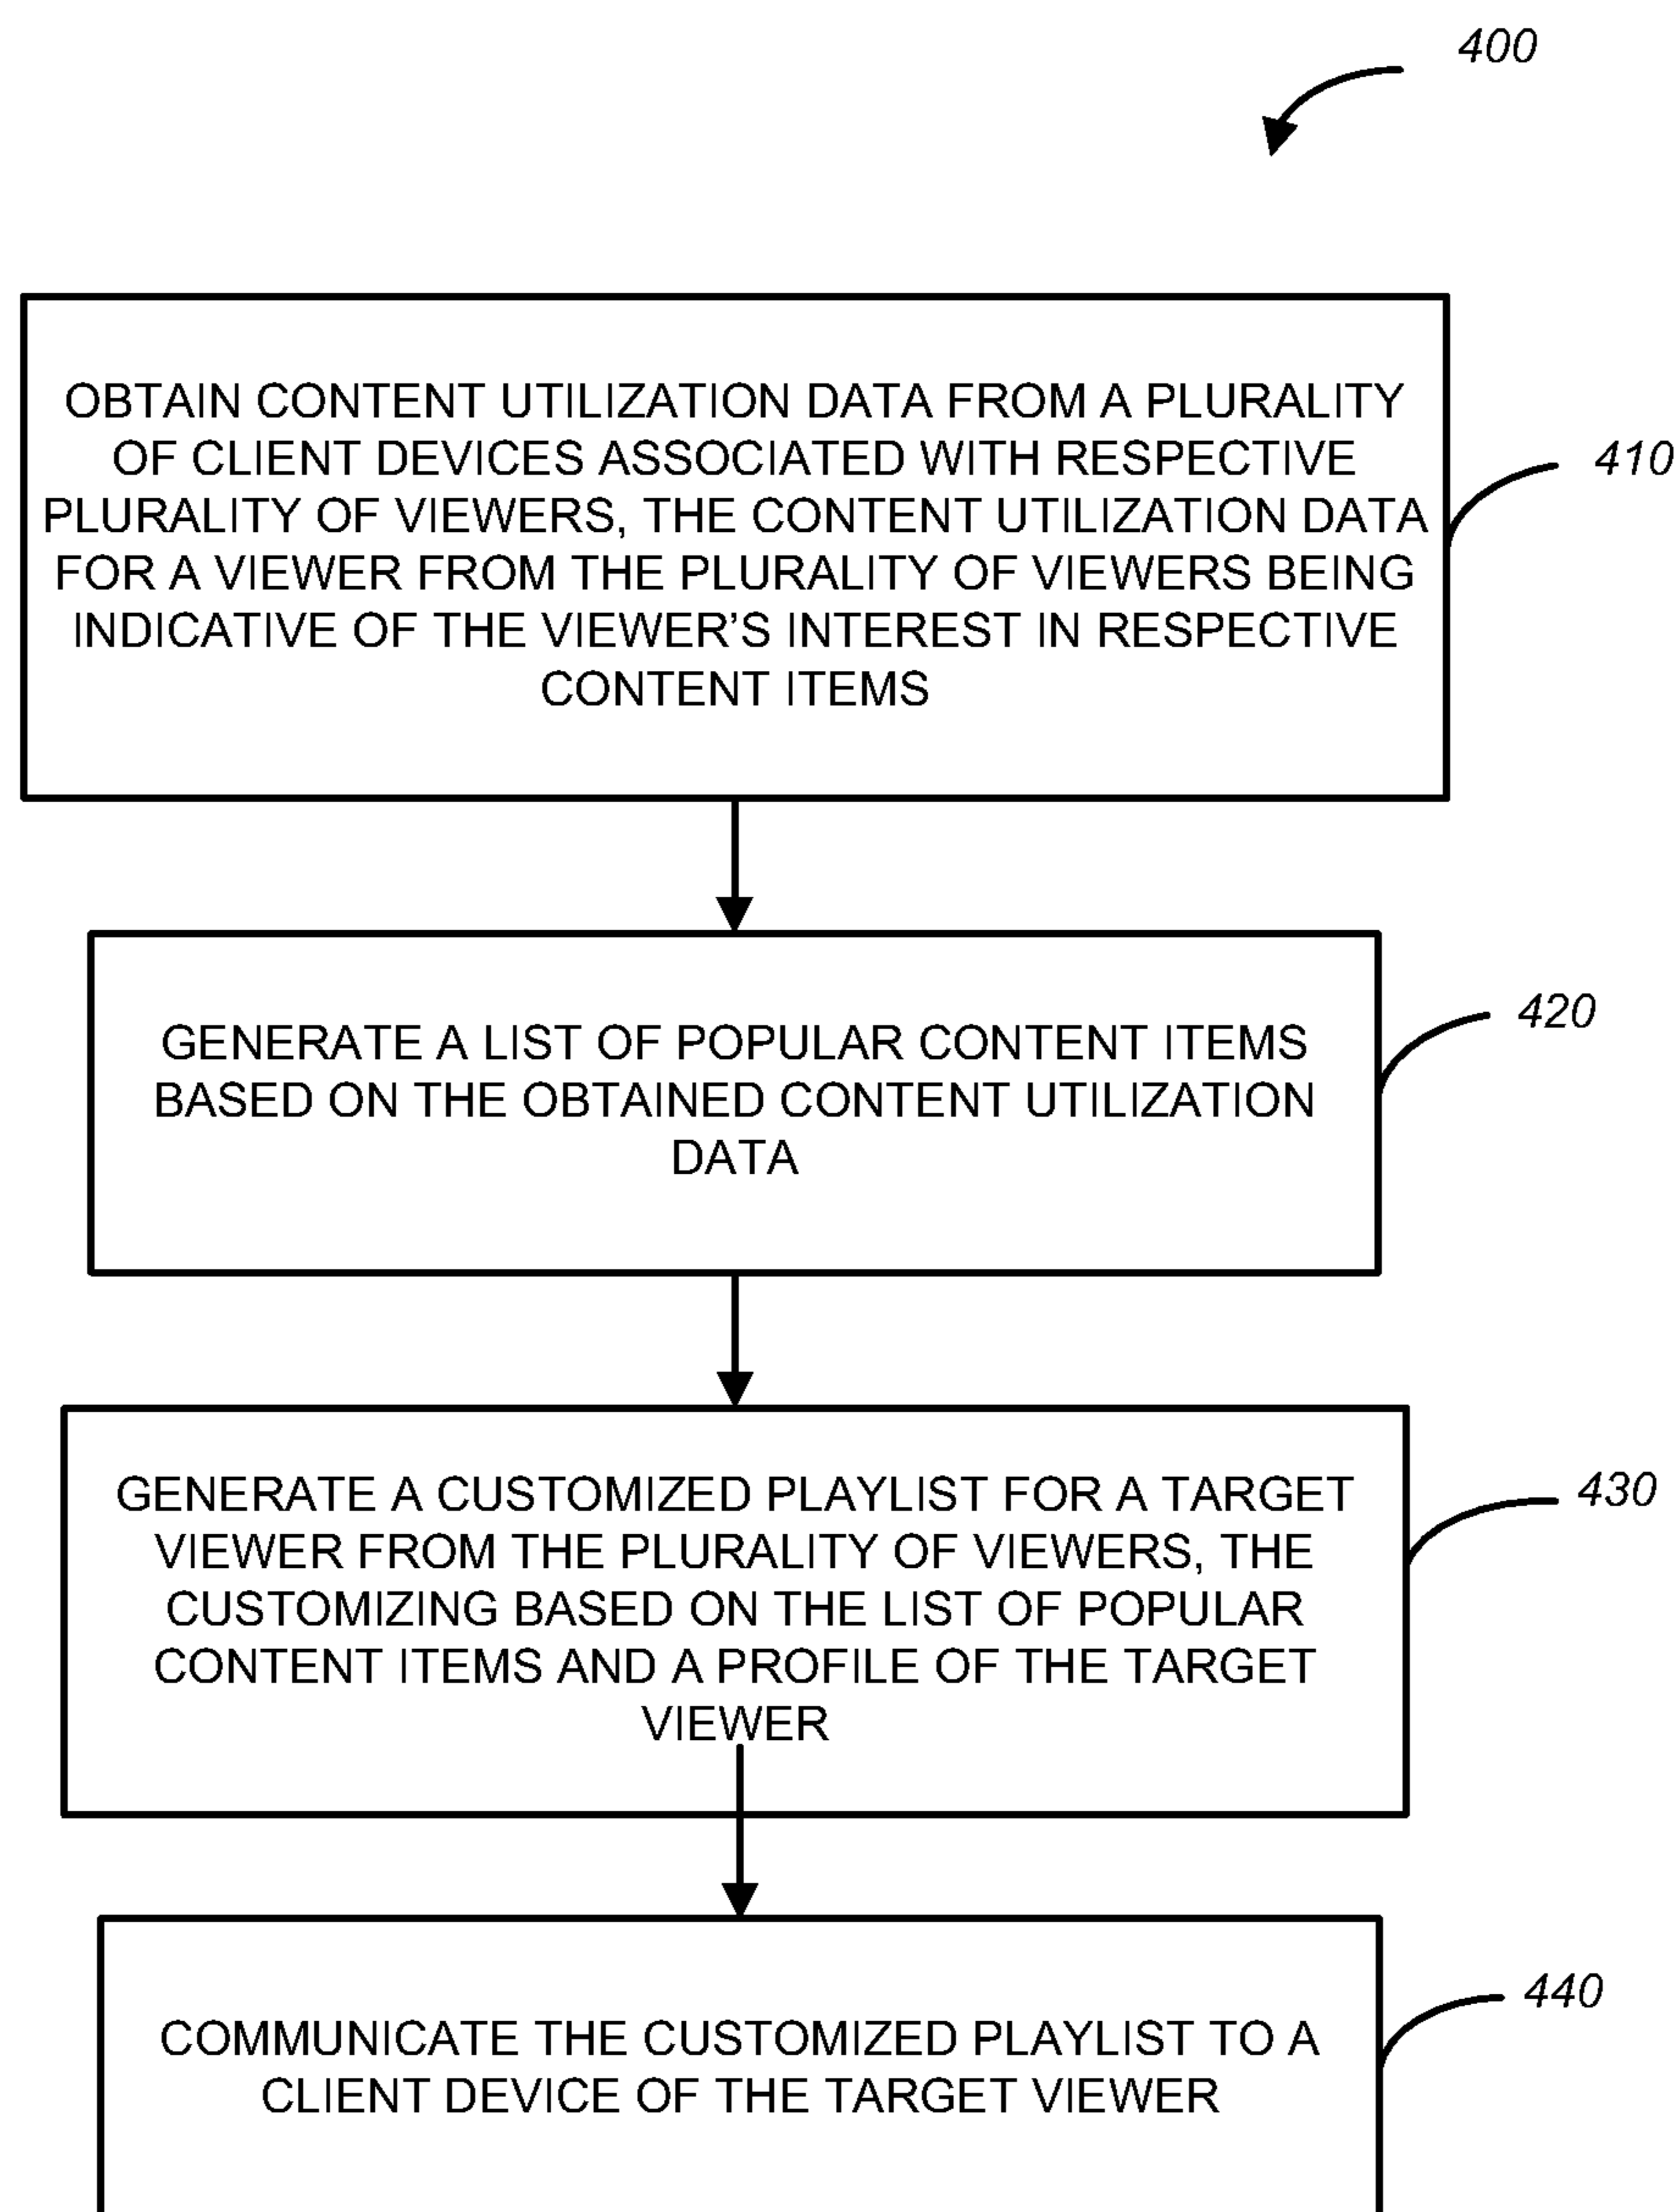 400
OBTAIN CONTENT UTILIZATION DATA FROM A PLURALITY
OF CLIENT DEVICES ASSOCIATED WITH RESPECTIVE
PLURALITY OF VIEWERS, THE CONTENT UTILIZATION DATA
FOR A VIEWER FROM THE PLURALITY OF VIEWERS BEING
INDICATIVE OF THE VIEWER’S INTEREST IN RESPECTIVE
CONTENT ITEMS
410
GENERATE A LIST OF POPULAR CONTENT ITEMS
BASED ON THE OBTAINED CONTENT UTILIZATION
DATA
420
GENERATE A CUSTOMIZED PLAYLIST FOR A TARGET
VIEWER FROM THE PLURALITY OF VIEWERS, THE
CUSTOMIZING BASED ON THE LIST OF POPULAR
CONTENT ITEMS AND A PROFILE OF THE TARGET
VIEWER
430
COMMUNICATE THE CUSTOMIZED PLAYLIST TO A
CLIENT DEVICE OF THE TARGET VIEWER
440